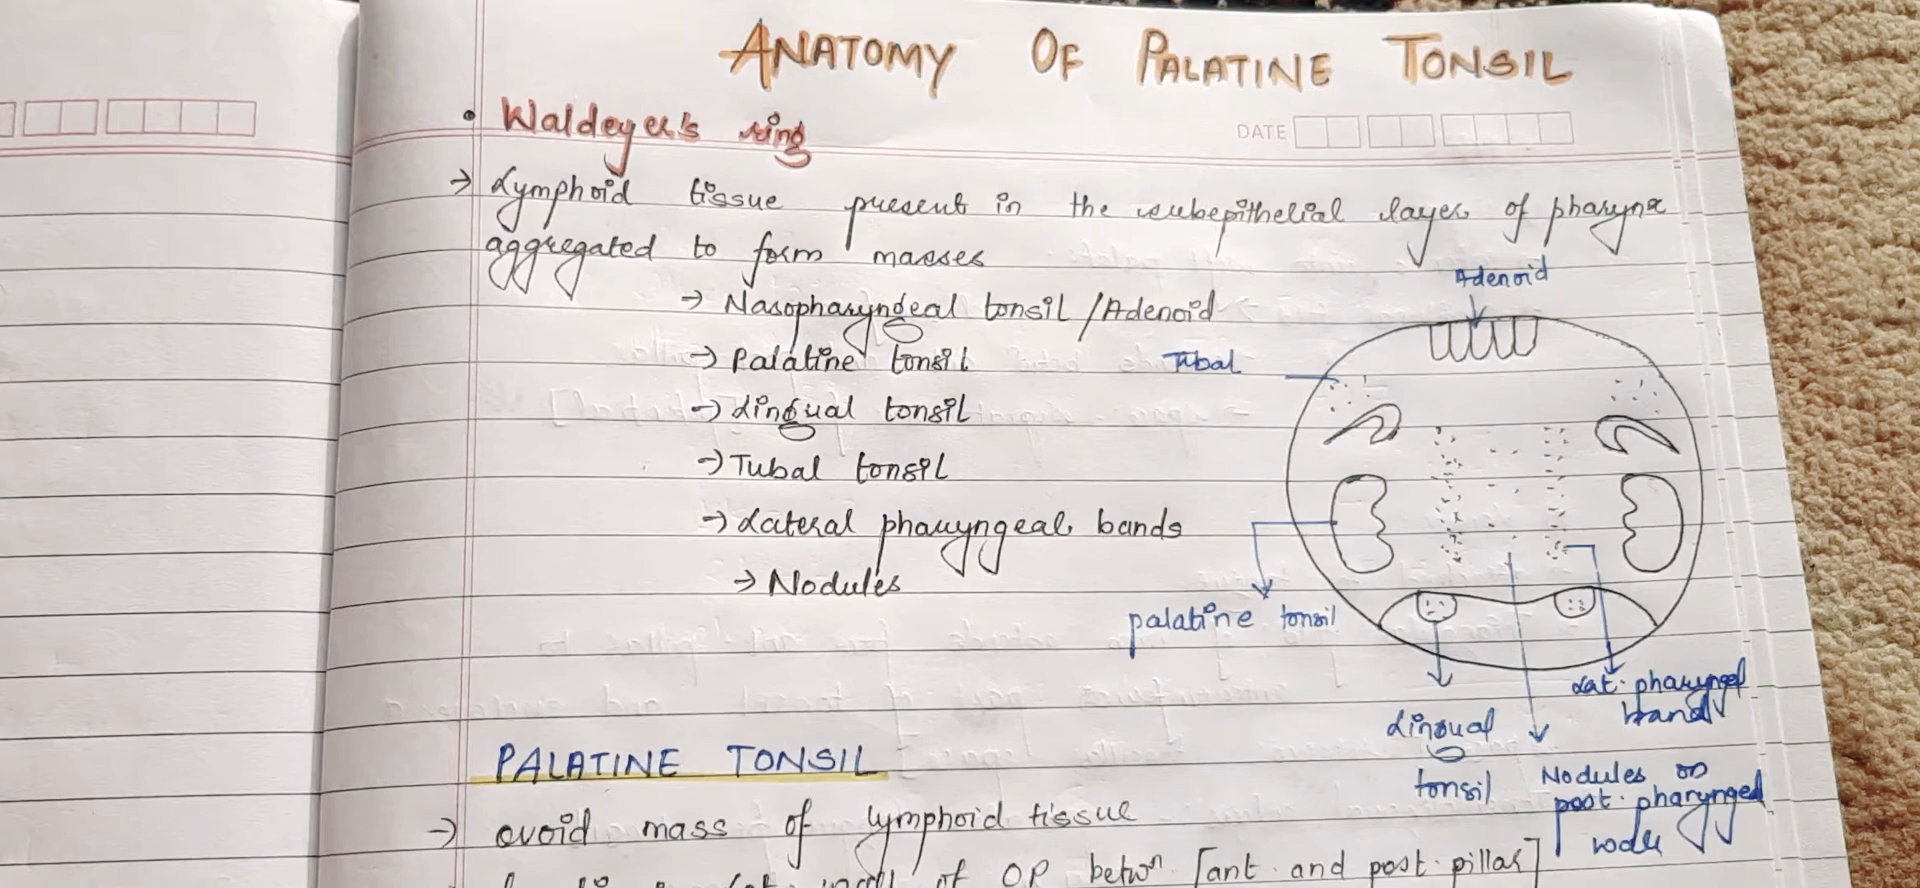 ANATOMY OF PALATINE TONSIL
• Waldeyer's ring
DATE
→ Lymphoid tissue present in the subepithelial layer of pharynx
aggregated to form masses
Adenoid
→ Nasopharyngeal tonsil / Adenoid
→ Palatine tonsil
Tubal
→ Lingual tonsil
→ Tubal tonsil
→ Lateral pharyngeal bands
→ Nodules
palatine tonsil
Lat. pharyngeal
band
Lingual
tonsil
Nodules on
post. pharyngeal
PALATINE TONSIL
→ ovoid mass of lymphoid tissue
of OP betwn [ant. and post. pillar]